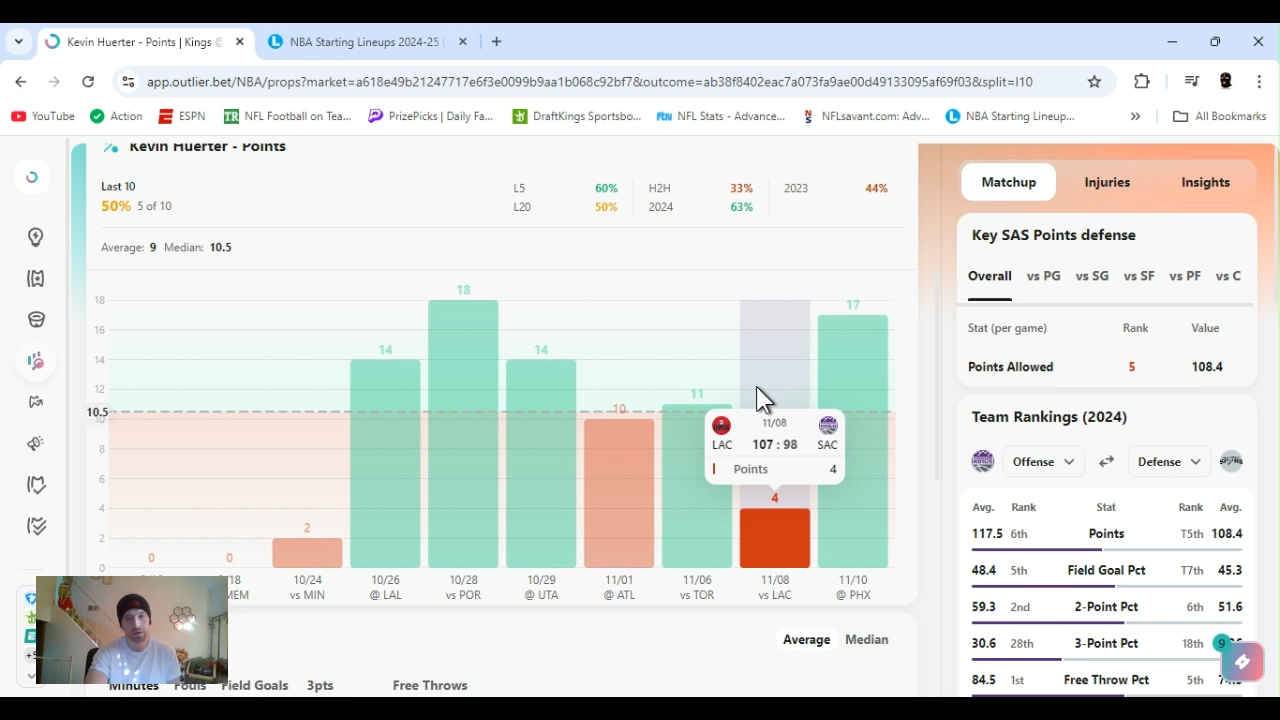 Kevin Huerter - Points | Kings
NBA Starting Lineups 2024-25
app.outlier.bet/NBA/props?market=a618e49b21247717e6f3e0099b9aa1b068c92bf7&outcome=ab38f8402eac7a073fa9ae00d49133095af69f03&split=l10
YouTube Action ESPN NFL Football on Tea... PrizePicks | Daily Fa... DraftKings Sportsbo... NFL Stats - Advance... NFLsavant.com: Adv... NBA Starting Lineup... » All Bookmarks
Kevin Huerter - Points
Last 10
50% 5 of 10
L5 60% H2H 33% 2023 44%
L20 50% 2024 63%
Average: 9 Median: 10.5
18
16
14
12
10.5
10
8
6
4
2
0
0 0 2 14 18 14 10 11 4 17
10/24 10/26 10/28 10/29 11/01 11/06 11/08 11/10
vs MIN @ LAL vs POR @ UTA @ ATL vs TOR vs LAC @ PHX
11/08
LAC 107 : 98 SAC
Points 4
Average Median
Minutes Fouls Field Goals 3pts Free Throws
Matchup Injuries Insights
Key SAS Points defense
Overall vs PG vs SG vs SF vs PF vs C
Stat (per game) Rank Value
Points Allowed 5 108.4
Team Rankings (2024)
Offense Defense
Avg. Rank Stat Rank Avg.
117.5 6th Points T5th 108.4
48.4 5th Field Goal Pct T7th 45.3
59.3 2nd 2-Point Pct 6th 51.6
30.6 28th 3-Point Pct 18th
84.5 1st Free Throw Pct 5th